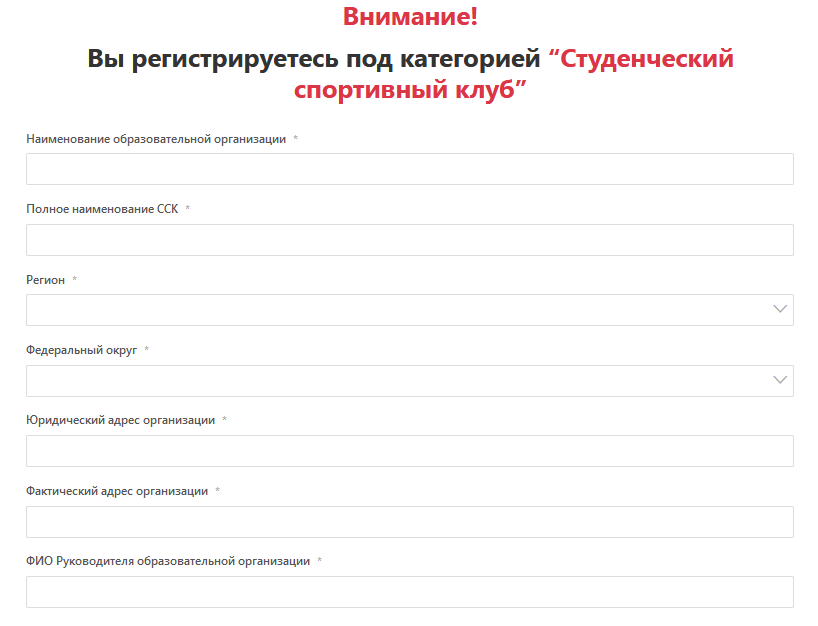 Внимание!
Вы регистрируетесь под категорией “Студенческий
спортивный клуб”
Наименование образовательной организации *
Полное наименование ССК *
Регион *
Федеральный округ *
Юридический адрес организации *
Фактический адрес организации *
ФИО Руководителя образовательной организации *